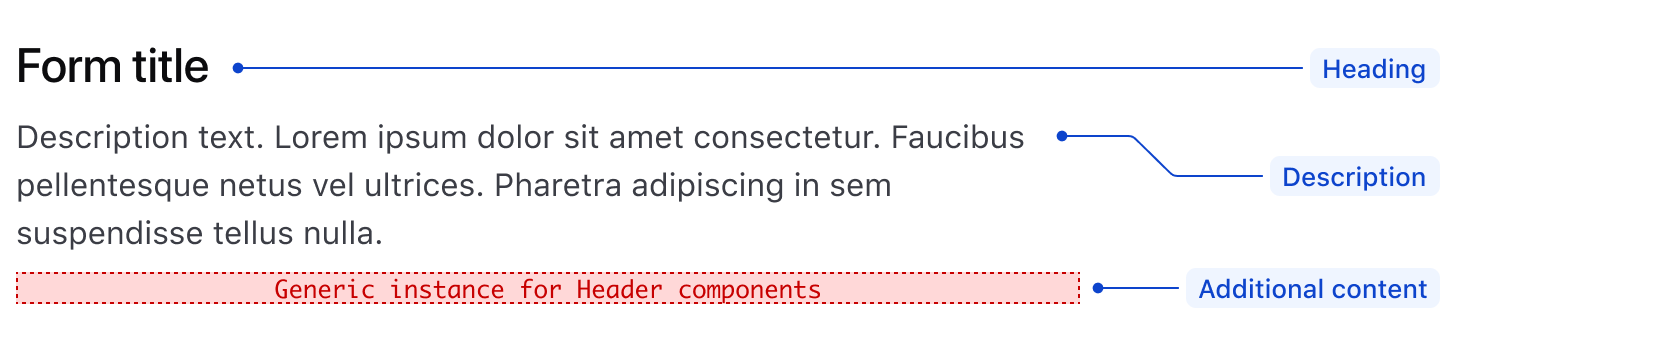 Form title
Heading
Description text. Lorem ipsum dolor sit amet consectetur. Faucibus
pellentesque netus vel ultrices. Pharetra adipiscing in sem
suspendisse tellus nulla.
Description
Generic instance for Header components
Additional content